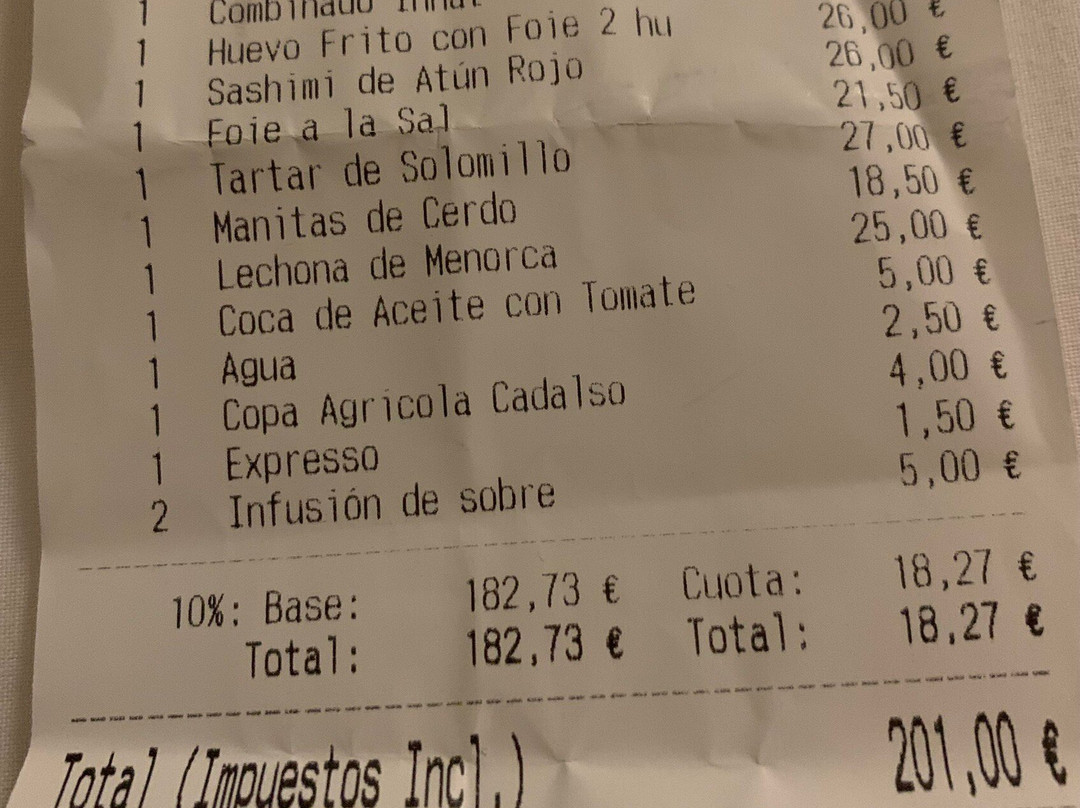 1 Combinado
1 Huevo Frito con Foie 2 hu 26,00 €
1 Sashimi de Atún Rojo 26,00 €
1 Foie a la Sal 21,50 €
1 Tartar de Solomillo 27,00 €
1 Manitas de Cerdo 18,50 €
1 Lechona de Menorca 25,00 €
1 Coca de Aceite con Tomate 5,00 €
1 Agua 2,50 €
1 Copa Agricola Cadalso 4,00 €
1 Expresso 1,50 €
2 Infusión de sobre 5,00 €
10%: Base: 182,73 € Cuota: 18,27 €
Total: 182,73 € Total: 18,27 €
Total (Impuestos Incl.) 201,00 €